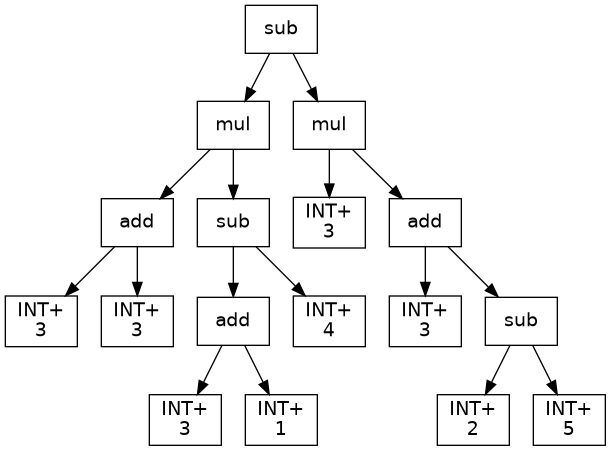 sub
mul
mul
add
sub
INT+
3
add
INT+
3
INT+
3
add
INT+
4
INT+
3
sub
INT+
3
INT+
1
INT+
2
INT+
5